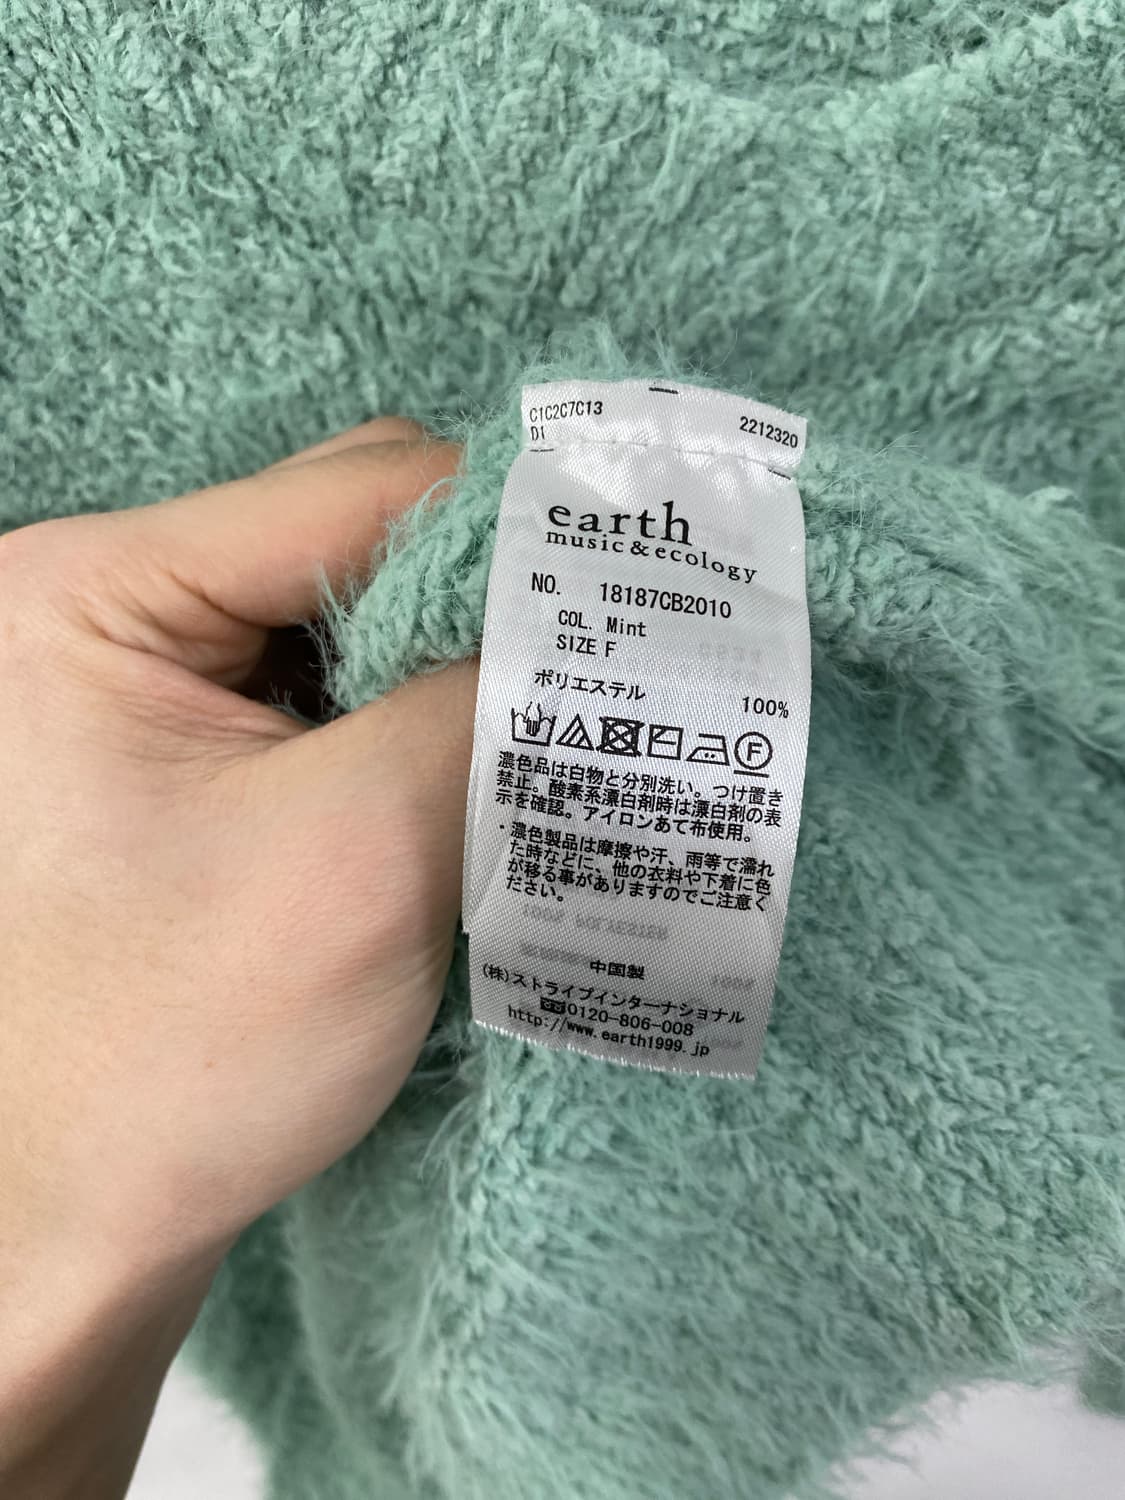 C1C2C7C13
D1
2212320
earth
music&ecology
NO. 18187CB2010
COL. Mint
SIZE F
ポリエステル 100%
F
濃色品は白物と分別洗い。つけ置き
禁止。酸素系漂白剤時は漂白剤の表
示を確認。アイロンあて布使用。
・濃色製品は摩擦や汗、雨等で濡れ
た時などに、他の衣料や下着に色
が移る事がありますのでご注意く
ださい。
100% POLYESTER
中国製
(株)ストライプインターナショナル
0120-806-008
http://www.earth1999.jp